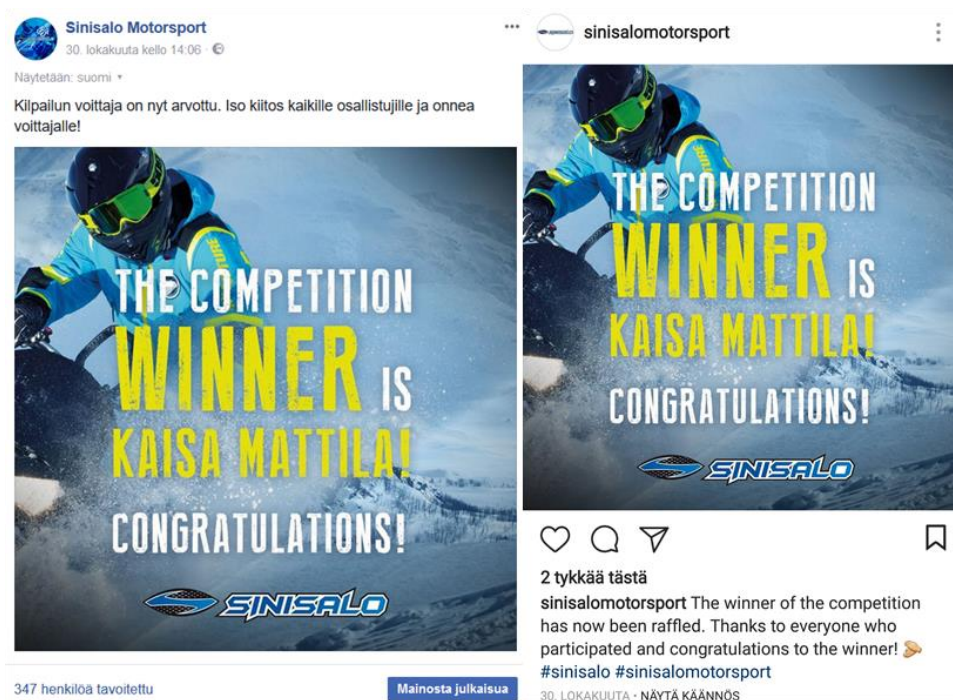 Sinisalo Motorsport
30. lokakuuta kello 14:06 ·
Näytetään: suomi
Kilpailun voittaja on nyt arvottu. Iso kiitos kaikille osallistujille ja onnea
voittajalle!
THE COMPETITION
WINNER IS
KAISA MATTILA!
CONGRATULATIONS!
SINISALO
347 henkilöä tavoitettu
Mainosta julkaisua
sinisalomotorsport
THE COMPETITION
WINNER IS
KAISA MATTILA!
CONGRATULATIONS!
SINISALO
2 tykkää tästä
sinisalomotorsport The winner of the competition
has now been raffled. Thanks to everyone who
participated and congratulations to the winner!
#sinisalo #sinisalomotorsport
30. LOKAKUUTA • NÄYTÄ KÄÄNNÖS